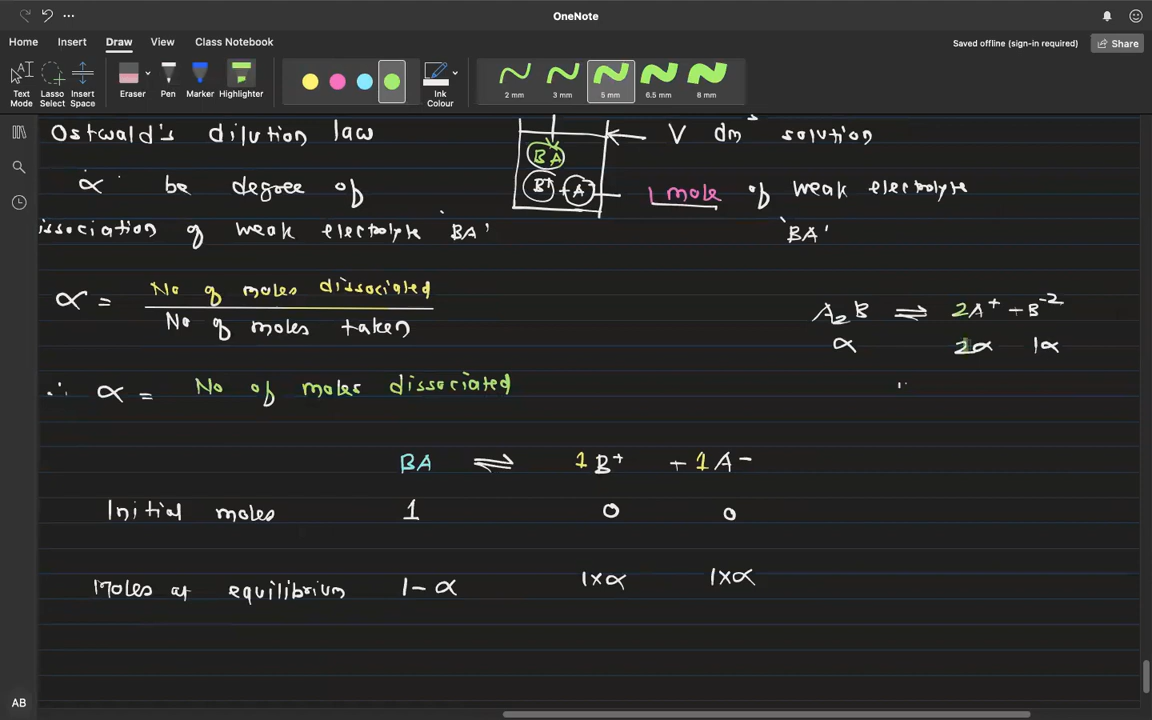 OneNote
Home Insert Draw View Class Notebook
Saved offline (sign-in required) Share
Text Mode Lasso Select Insert Space Eraser Pen Marker Highlighter Ink Colour 2 mm 3 mm 5 mm 6.5 mm 8 mm
Ostwald's dilution law
BA
V dm³ solution
α be degree of
B⁺ + A⁻
1 mole of weak electrolyte
issociation of weak electrolyte 'BA'
'BA'
α = No of moles dissociated / No of moles taken
A₂B ⇌ 2A⁺ + B⁻²
α 2α 1α
∴ α = No of moles dissociated
BA ⇌ 1B⁺ + 1A⁻
Initial moles 1 0 0
Moles at equilibrium 1-α 1×α 1×α
AB